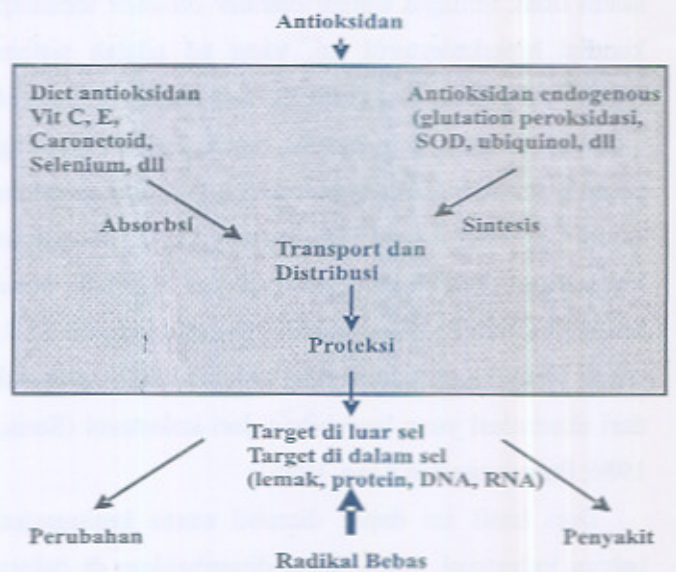 Antioksidan
Diet antioksidan
Vit C, E,
Caronetoid,
Selenium, dll
Antioksidan endogenous
(glutation peroksidasi,
SOD, ubiquinol, dll
Absorbsi
Sintesis
Transport dan
Distribusi
Proteksi
Target di luar sel
Target di dalam sel
(lemak, protein, DNA, RNA)
Perubahan
Penyakit
Radikal Bebas